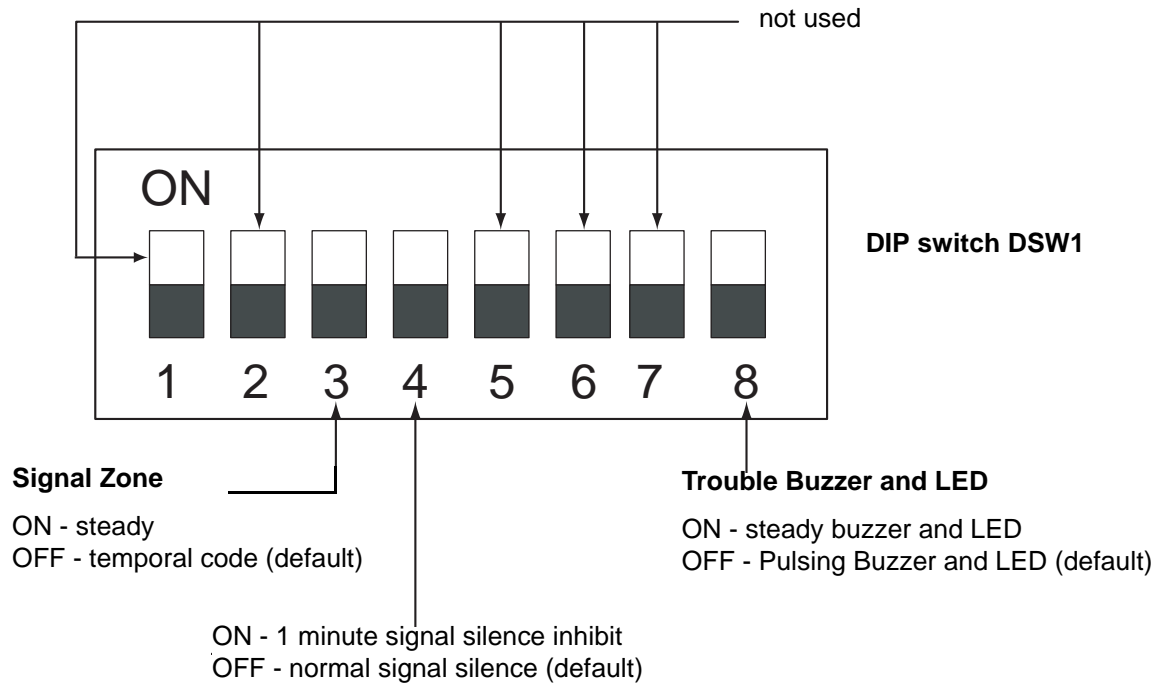 not used
ON
DIP switch DSW1
1 2 3 4 5 6 7 8
Signal Zone
ON - steady
OFF - temporal code (default)
Trouble Buzzer and LED
ON - steady buzzer and LED
OFF - Pulsing Buzzer and LED (default)
ON - 1 minute signal silence inhibit
OFF - normal signal silence (default)